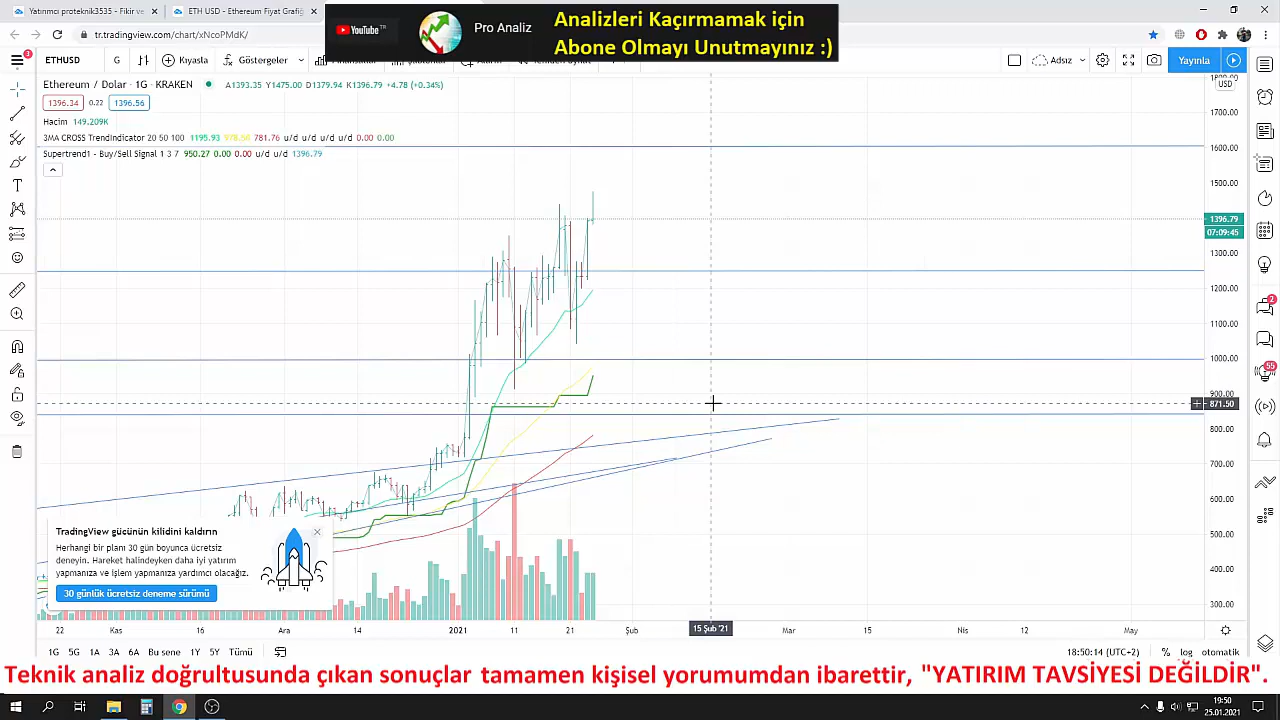 Yatırım proteknik3535 - Fikirler ve
ETH USD - Ethereum Fiyat Grafiğ
YouTube
Pro Analiz
Analizleri Kaçırmamak için
Abone Olmayı Unutmayınız :)
tr.tradingview.com/chart/xNcoPMdK/
ETHUSD
G
Kıyasla
Göstergeler
Adsız
Yayınla
Ethereum / Dolar · 1G · KRAKEN
A1393.35 Y1475.00 D1379.94 K1396.79 +4.78 (+0.34%)
1396.34 0.22 1396.56
Hacim 149.209K
3MA CROSS TrendIndicator 20 50 100 1195.93 978.50 781.76 u/d u/d u/d u/d 0.00 0.00
Supertrend1 - Buy/Sell Signal 1 3 7 950.27 0.00 0.00 u/d u/d 1396.79
USD
1700.00
1600.00
1500.00
1396.79
07:09:45
1300.00
1200.00
1100.00
1000.00
900.00
871.50
800.00
700.00
600.00
500.00
400.00
300.00
TradingView gücünün kilidini kaldırın
Herhangi bir planı 30 gün boyunca ücretsiz
deneyin. Hareket halindeyken daha iyi yatırım
yapmanıza ve işlem yapmanıza yardımcı olacağız.
30 günlük ücretsiz deneme sürümü
22 Kas 16 Ara 14 2021 11 21 Şub 15 Şub '21 Mar 15 Nis 12 May
1G 5G 1A 3A 6A Bu sene 1Y 5Y Tümü
18:50:14 (UTC+2) % log otomatik
Teknik analiz doğrultusunda çıkan sonuçlar tamamen kişisel yorumumdan ibarettir, "YATIRIM TAVSİYESİ DEĞİLDİR".
19:50
25.01.2021